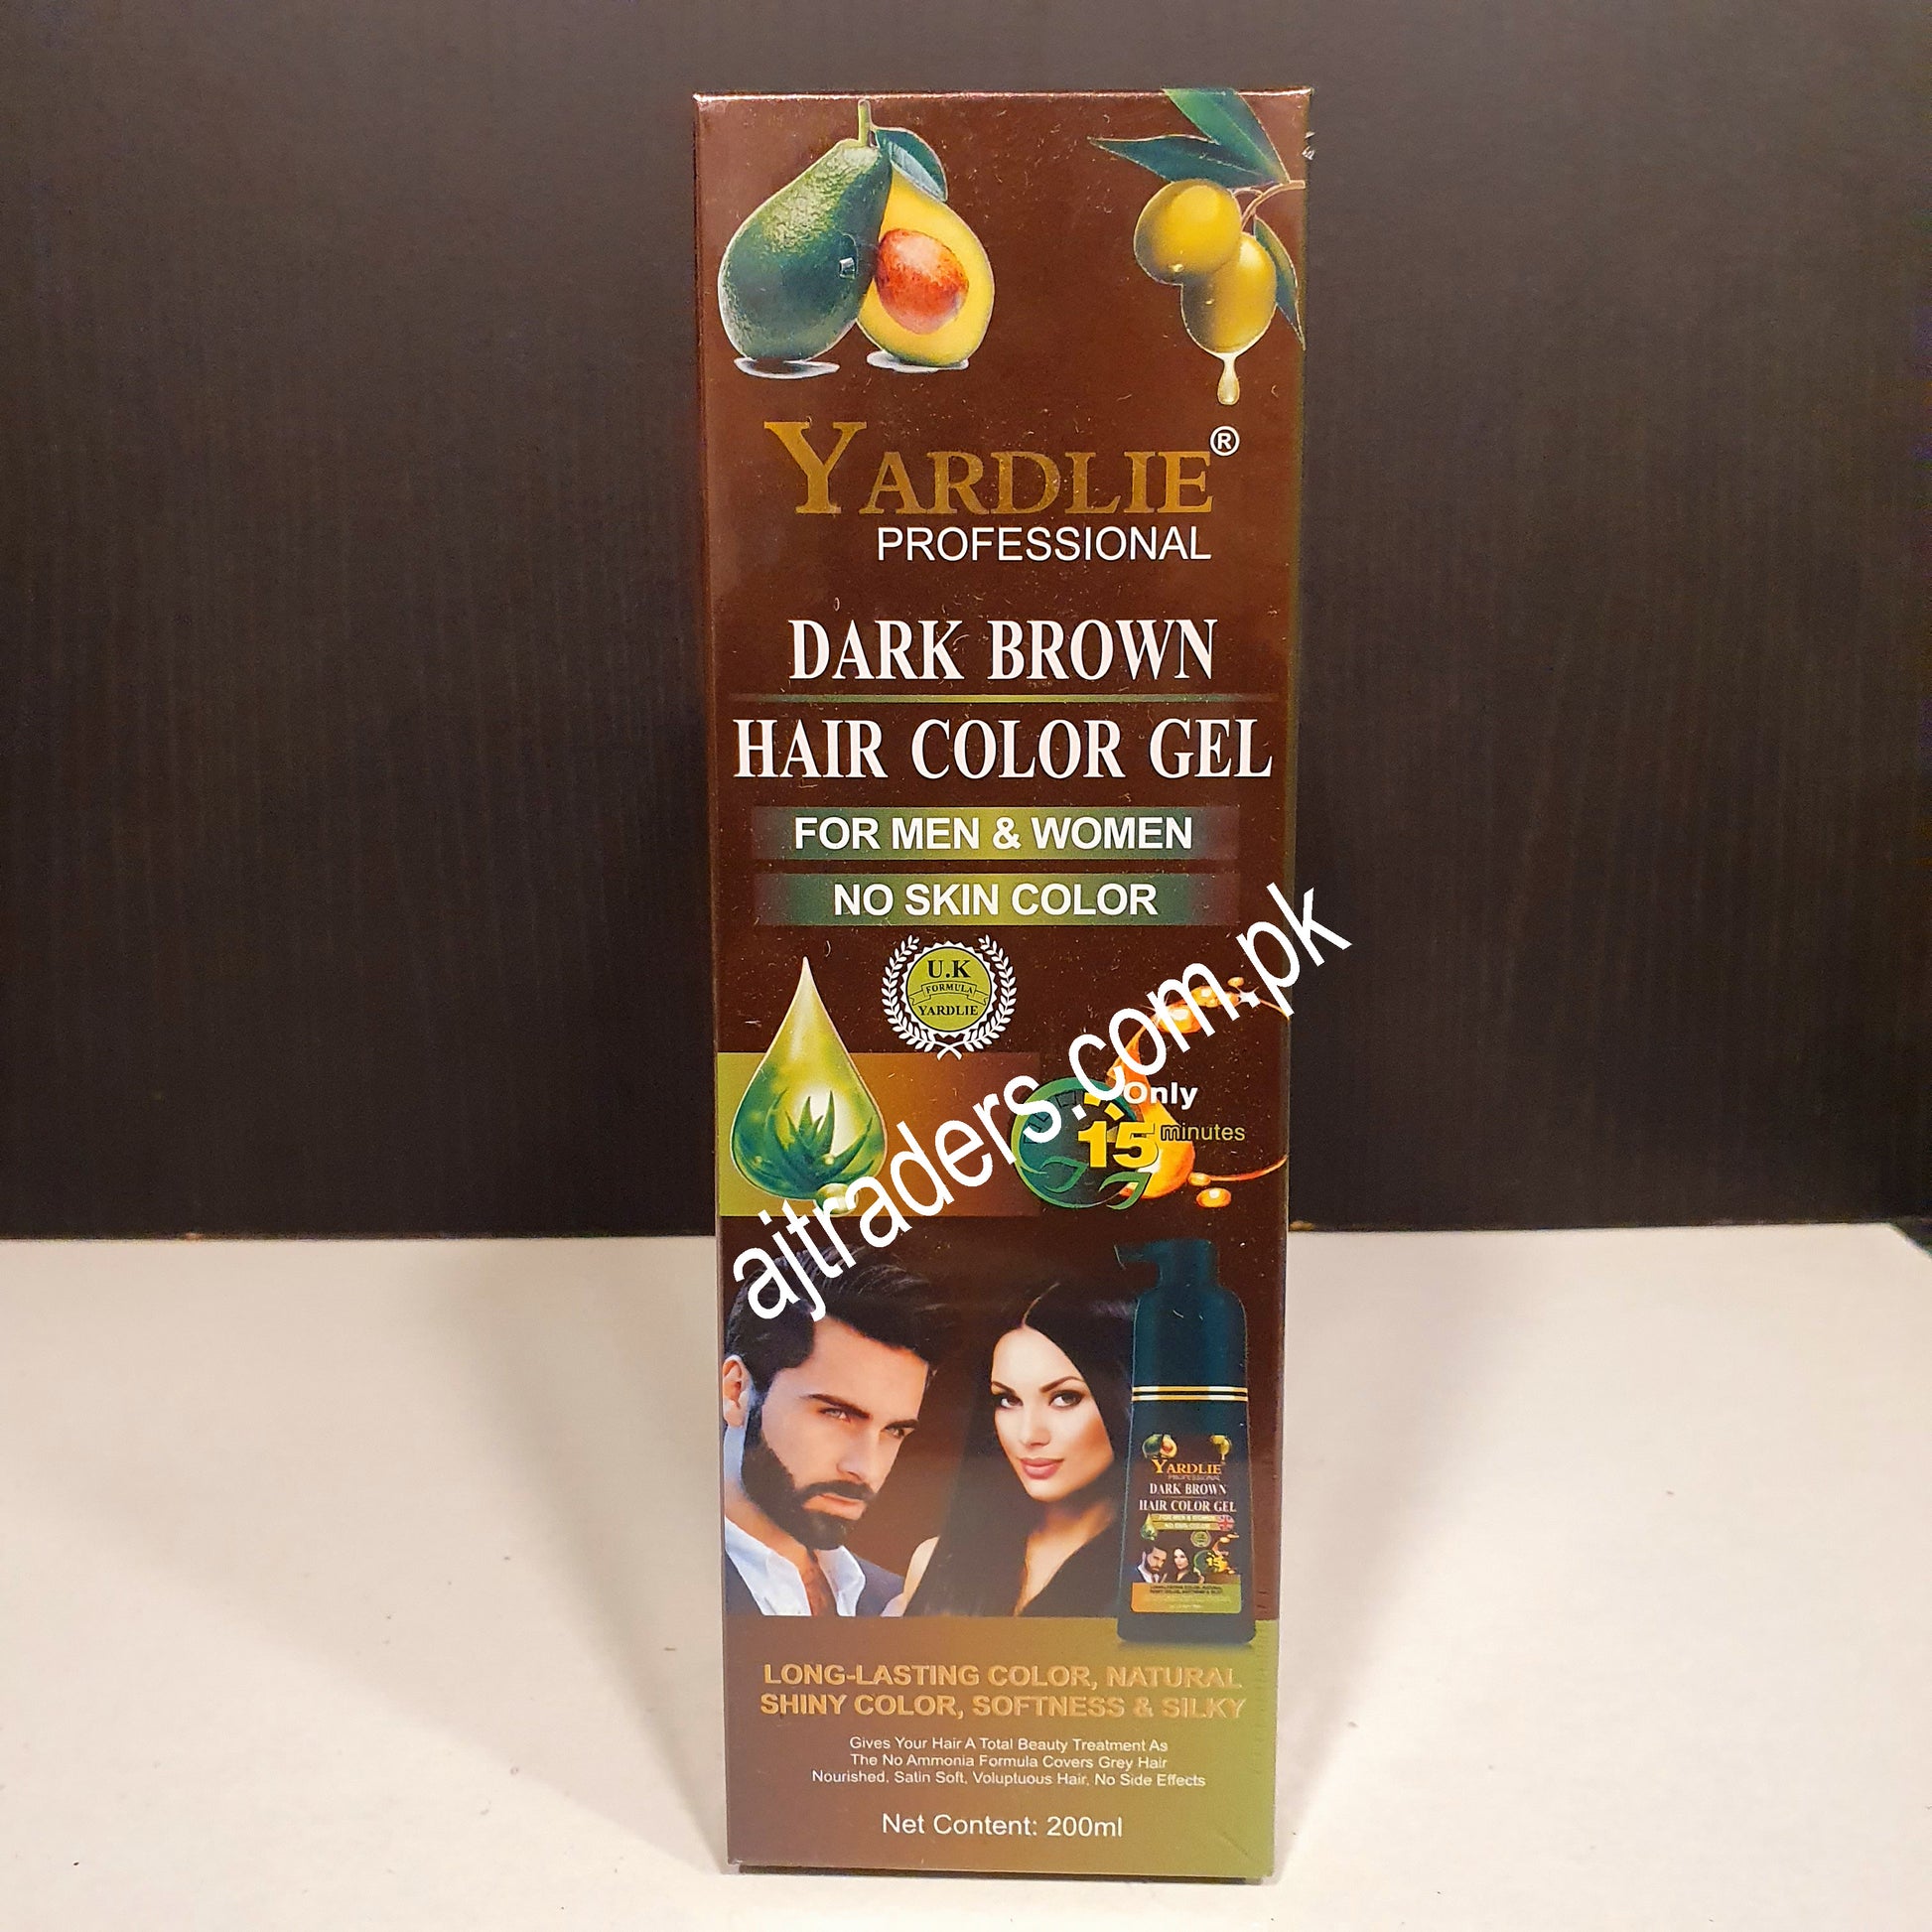 YARDLIE®
PROFESSIONAL
DARK BROWN
HAIR COLOR GEL
FOR MEN & WOMEN
NO SKIN COLOR
U.K
FORMULA
YARDLIE
Only
15 minutes
ajtraders.com.pk
YARDLIE
PROFESSIONAL
DARK BROWN
HAIR COLOR GEL
FOR MEN & WOMEN
NO SKIN COLOR
15
LONG-LASTING COLOR, NATURAL
SHINY COLOR, SOFTNESS & SILKY
Gives Your Hair A Total Beauty Treatment As
The No Ammonia Formula Covers Grey Hair
Nourished, Satin Soft, Voluptuous Hair, No Side Effects
Net Content: 200ml